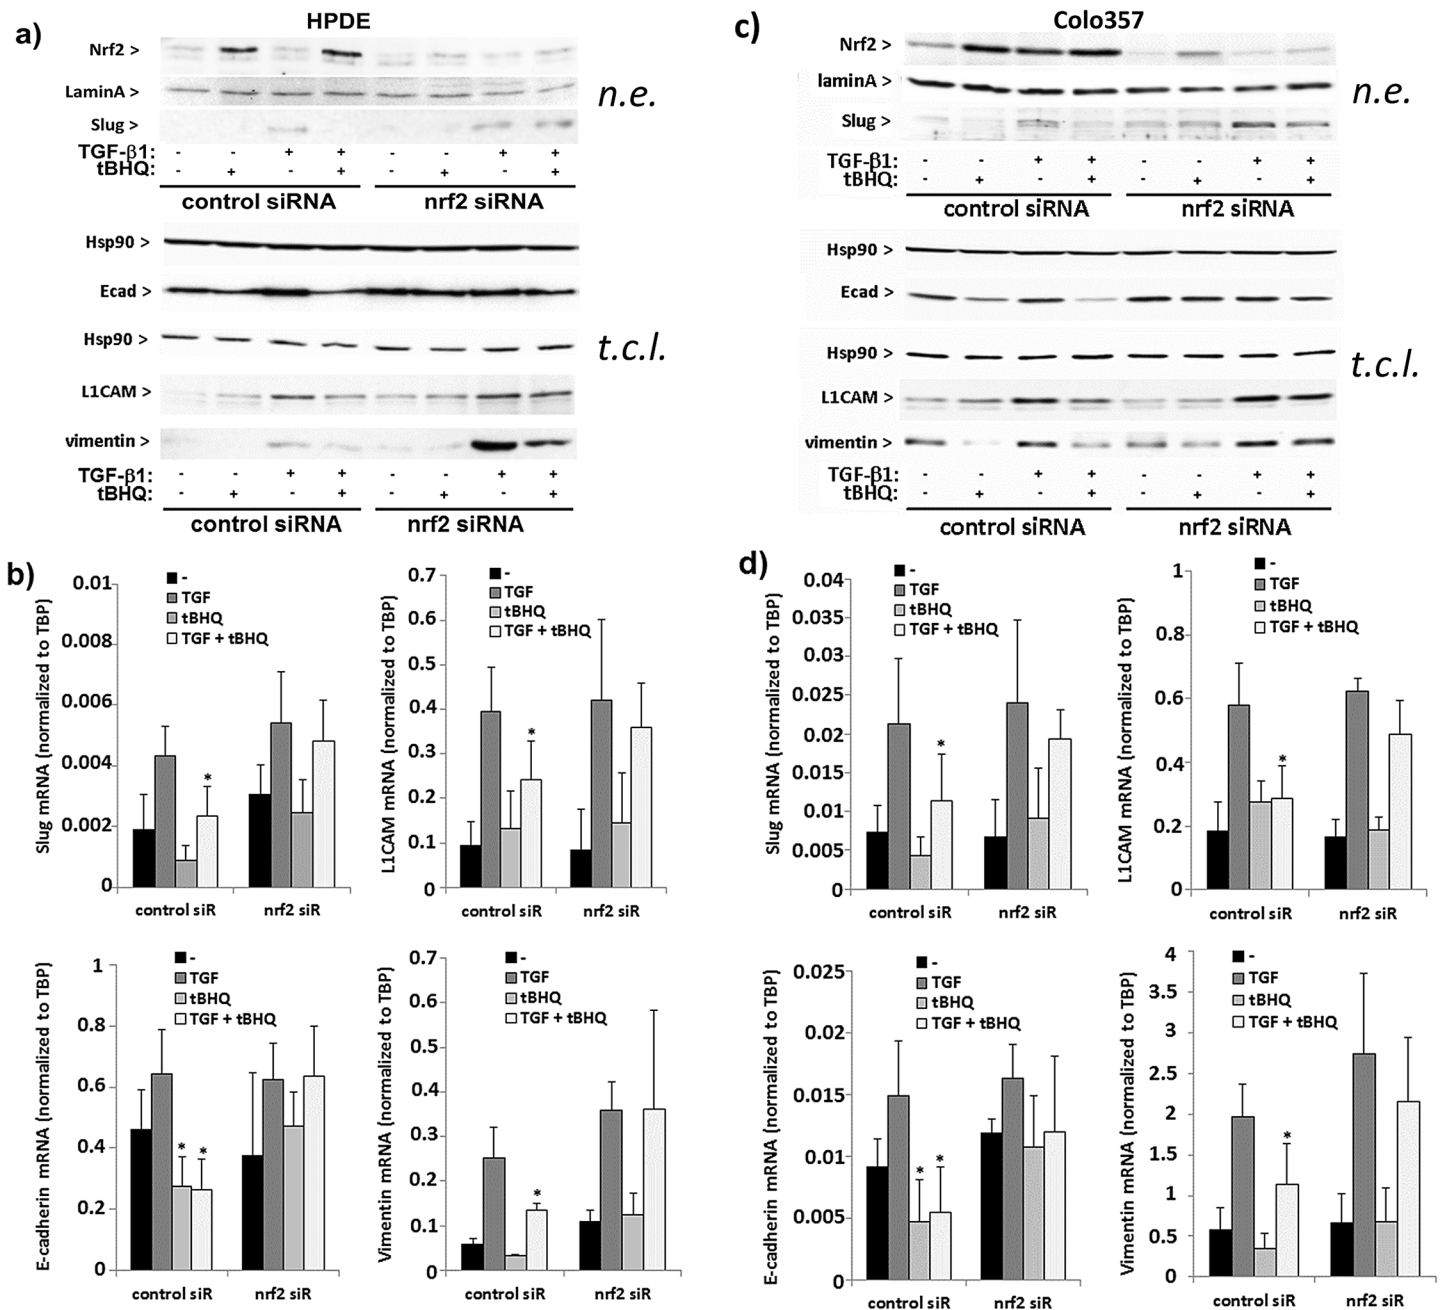 a)
HPDE
Nrf2 >
LaminA >
n.e.
Slug >
TGF-β1: - - + + - - + +
tBHQ: - + - + - + - +
control siRNA nrf2 siRNA
Hsp90 >
Ecad >
Hsp90 >
t.c.l.
L1CAM >
vimentin >
TGF-β1: - - + + - - + +
tBHQ: - + - + - + - +
control siRNA nrf2 siRNA
c)
Colo357
Nrf2 >
laminA >
n.e.
Slug >
TGF-β1: - - + + - - + +
tBHQ: - + - + - + - +
control siRNA nrf2 siRNA
Hsp90 >
Ecad >
Hsp90 >
t.c.l.
L1CAM >
vimentin >
TGF-β1: - - + + - - + +
tBHQ: - + - + - + - +
control siRNA nrf2 siRNA
b)
Slug mRNA (normalized to TBP)
0.01
0.008
0.006
0.004
0.002
0
-
TGF
tBHQ
TGF + tBHQ
*
control siR nrf2 siR
L1CAM mRNA (normalized to TBP)
0.7
0.6
0.5
0.4
0.3
0.2
0.1
0
-
TGF
tBHQ
TGF + tBHQ
*
control siR nrf2 siR
E-cadherin mRNA (normalized to TBP)
1
0.8
0.6
0.4
0.2
0
-
TGF
tBHQ
TGF + tBHQ
* *
control siR nrf2 siR
Vimentin mRNA (normalized to TBP)
0.7
0.6
0.5
0.4
0.3
0.2
0.1
0
-
TGF
tBHQ
TGF + tBHQ
*
control siR nrf2 siR
d)
Slug mRNA (normalized to TBP)
0.04
0.035
0.03
0.025
0.02
0.015
0.01
0.005
0
-
TGF
tBHQ
TGF + tBHQ
*
control siR nrf2 siR
L1CAM mRNA (normalized to TBP)
1
0.8
0.6
0.4
0.2
0
-
TGF
tBHQ
TGF + tBHQ
*
control siR nrf2 siR
E-cadherin mRNA (normalized to TBP)
0.025
0.02
0.015
0.01
0.005
0
-
TGF
tBHQ
TGF + tBHQ
* *
control siR nrf2 siR
Vimentin mRNA (normalized to TBP)
4
3.5
3
2.5
2
1.5
1
0.5
0
-
TGF
tBHQ
TGF + tBHQ
*
control siR nrf2 siR